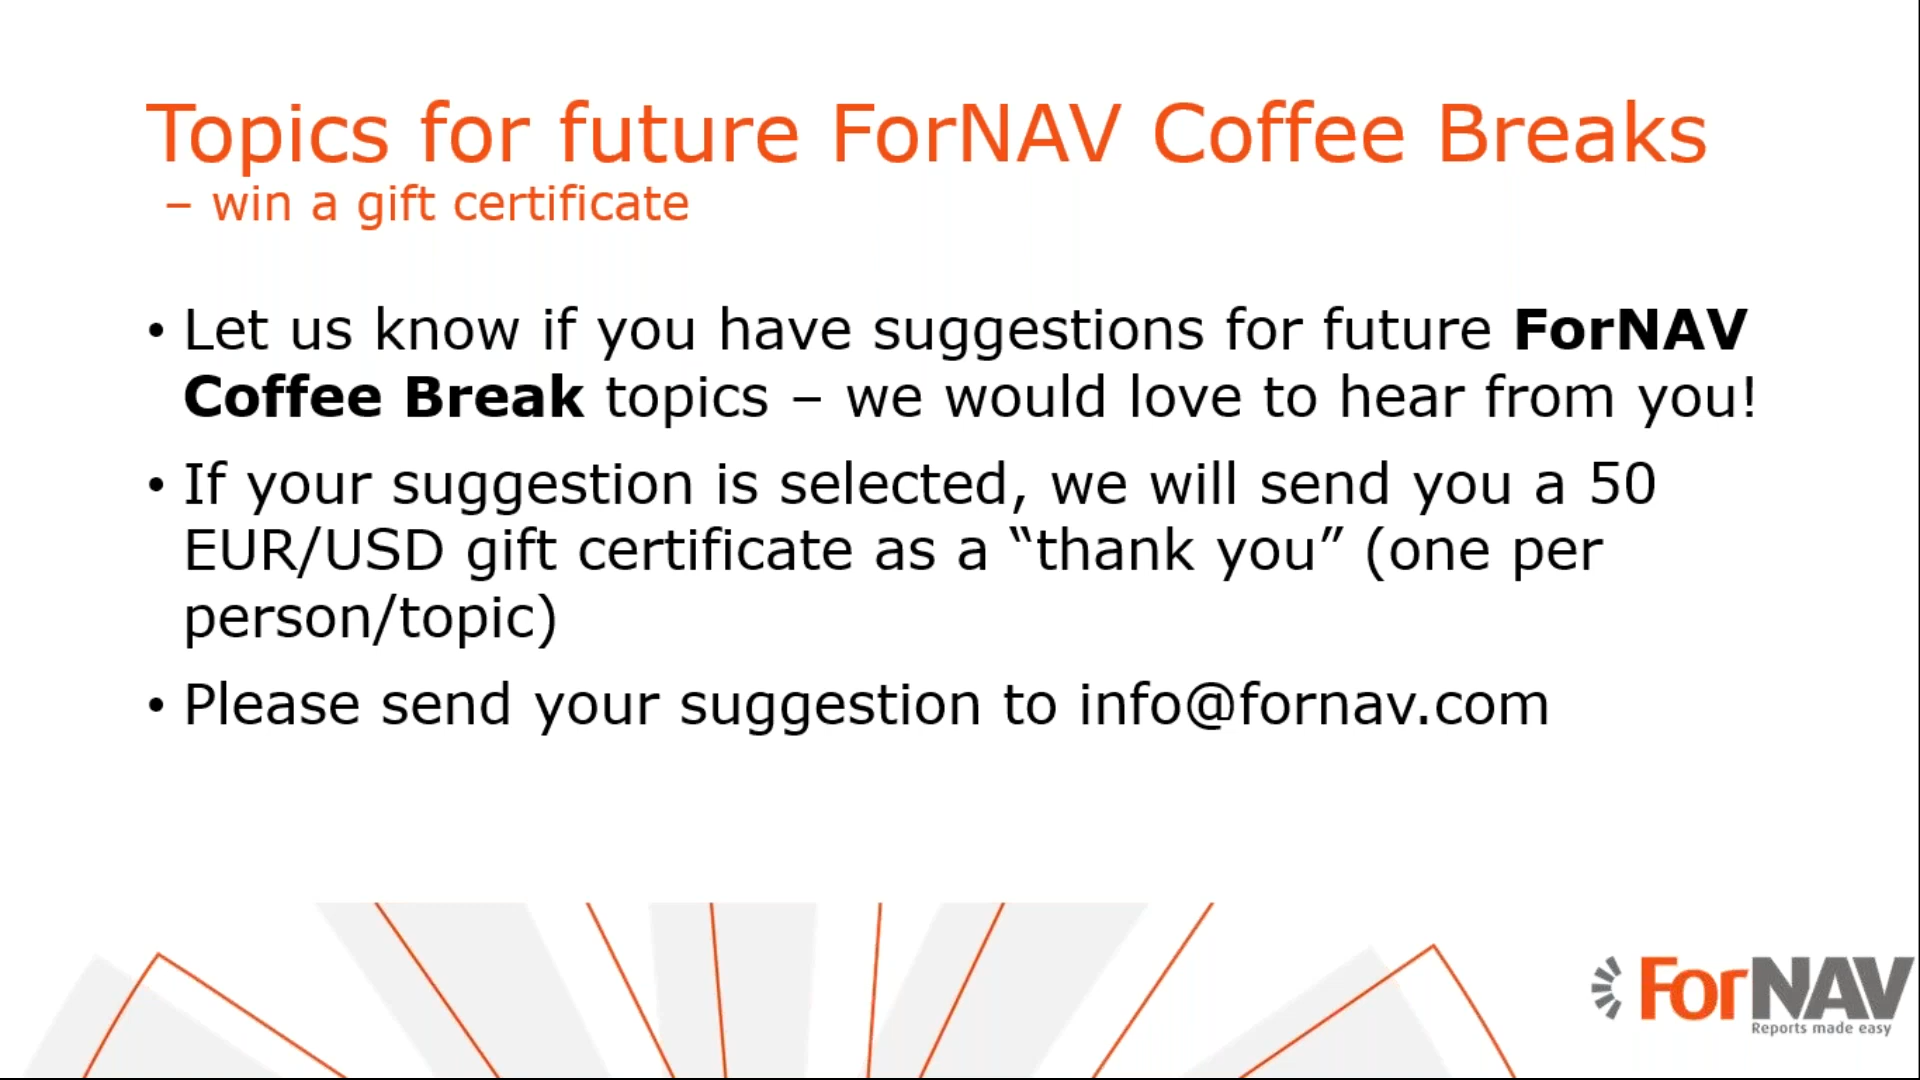 Topics for future ForNAV Coffee Breaks
– win a gift certificate
• Let us know if you have suggestions for future ForNAV
Coffee Break topics – we would love to hear from you!
• If your suggestion is selected, we will send you a 50
EUR/USD gift certificate as a “thank you” (one per
person/topic)
• Please send your suggestion to info@fornav.com
ForNAV
Reports made easy